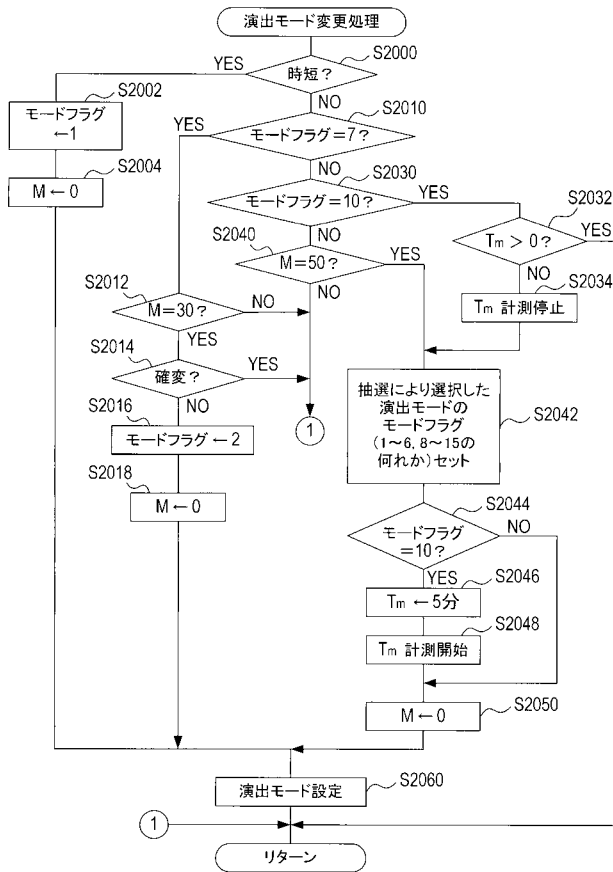 演出モード変更処理
S2000
時短?
YES
NO
S2002
モードフラグ
←1
S2004
M←0
S2010
モードフラグ=7?
YES
NO
S2030
モードフラグ=10?
YES
NO
S2032
Tm > 0?
YES
NO
S2034
Tm 計測停止
S2040
M=50?
YES
NO
S2012
M=30?
NO
YES
S2014
確変?
YES
NO
1
S2016
モードフラグ←2
S2018
M←0
抽選により選択した
演出モードの
モードフラグ
(1~6, 8~15の
何れか)セット
S2042
S2044
モードフラグ
=10?
NO
YES
S2046
Tm ← 5分
S2048
Tm 計測開始
S2050
M←0
S2060
演出モード設定
1
リターン